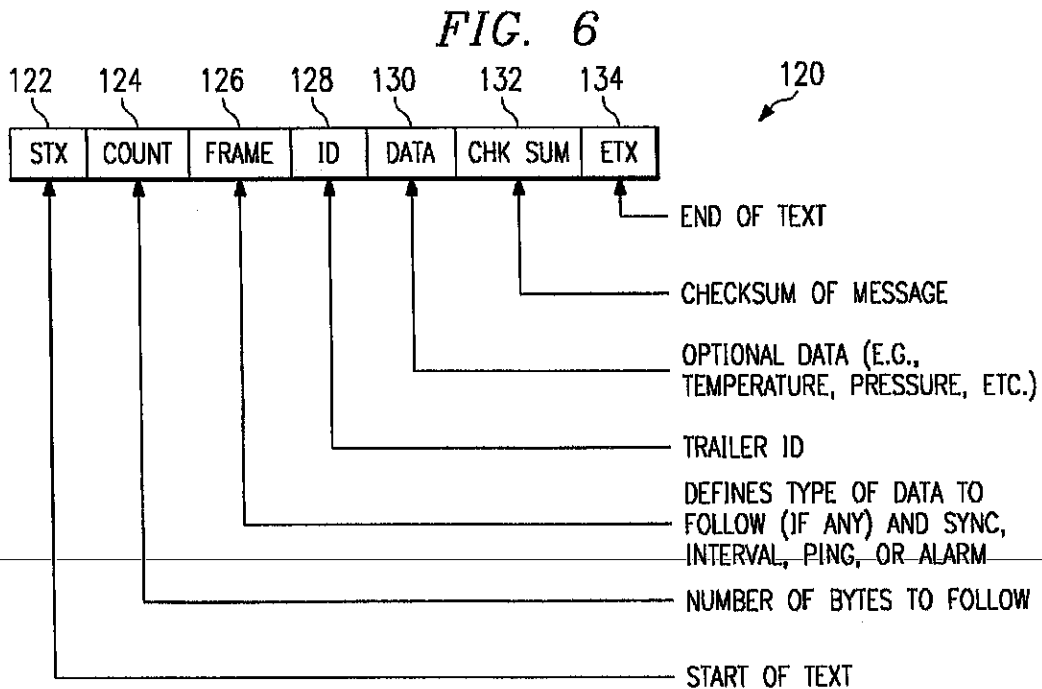 FIG. 6
122 124 126 128 130 132 134 120
STX COUNT FRAME ID DATA CHK SUM ETX
END OF TEXT
CHECKSUM OF MESSAGE
OPTIONAL DATA (E.G.,
TEMPERATURE, PRESSURE, ETC.)
TRAILER ID
DEFINES TYPE OF DATA TO
FOLLOW (IF ANY) AND SYNC,
INTERVAL, PING, OR ALARM
NUMBER OF BYTES TO FOLLOW
START OF TEXT